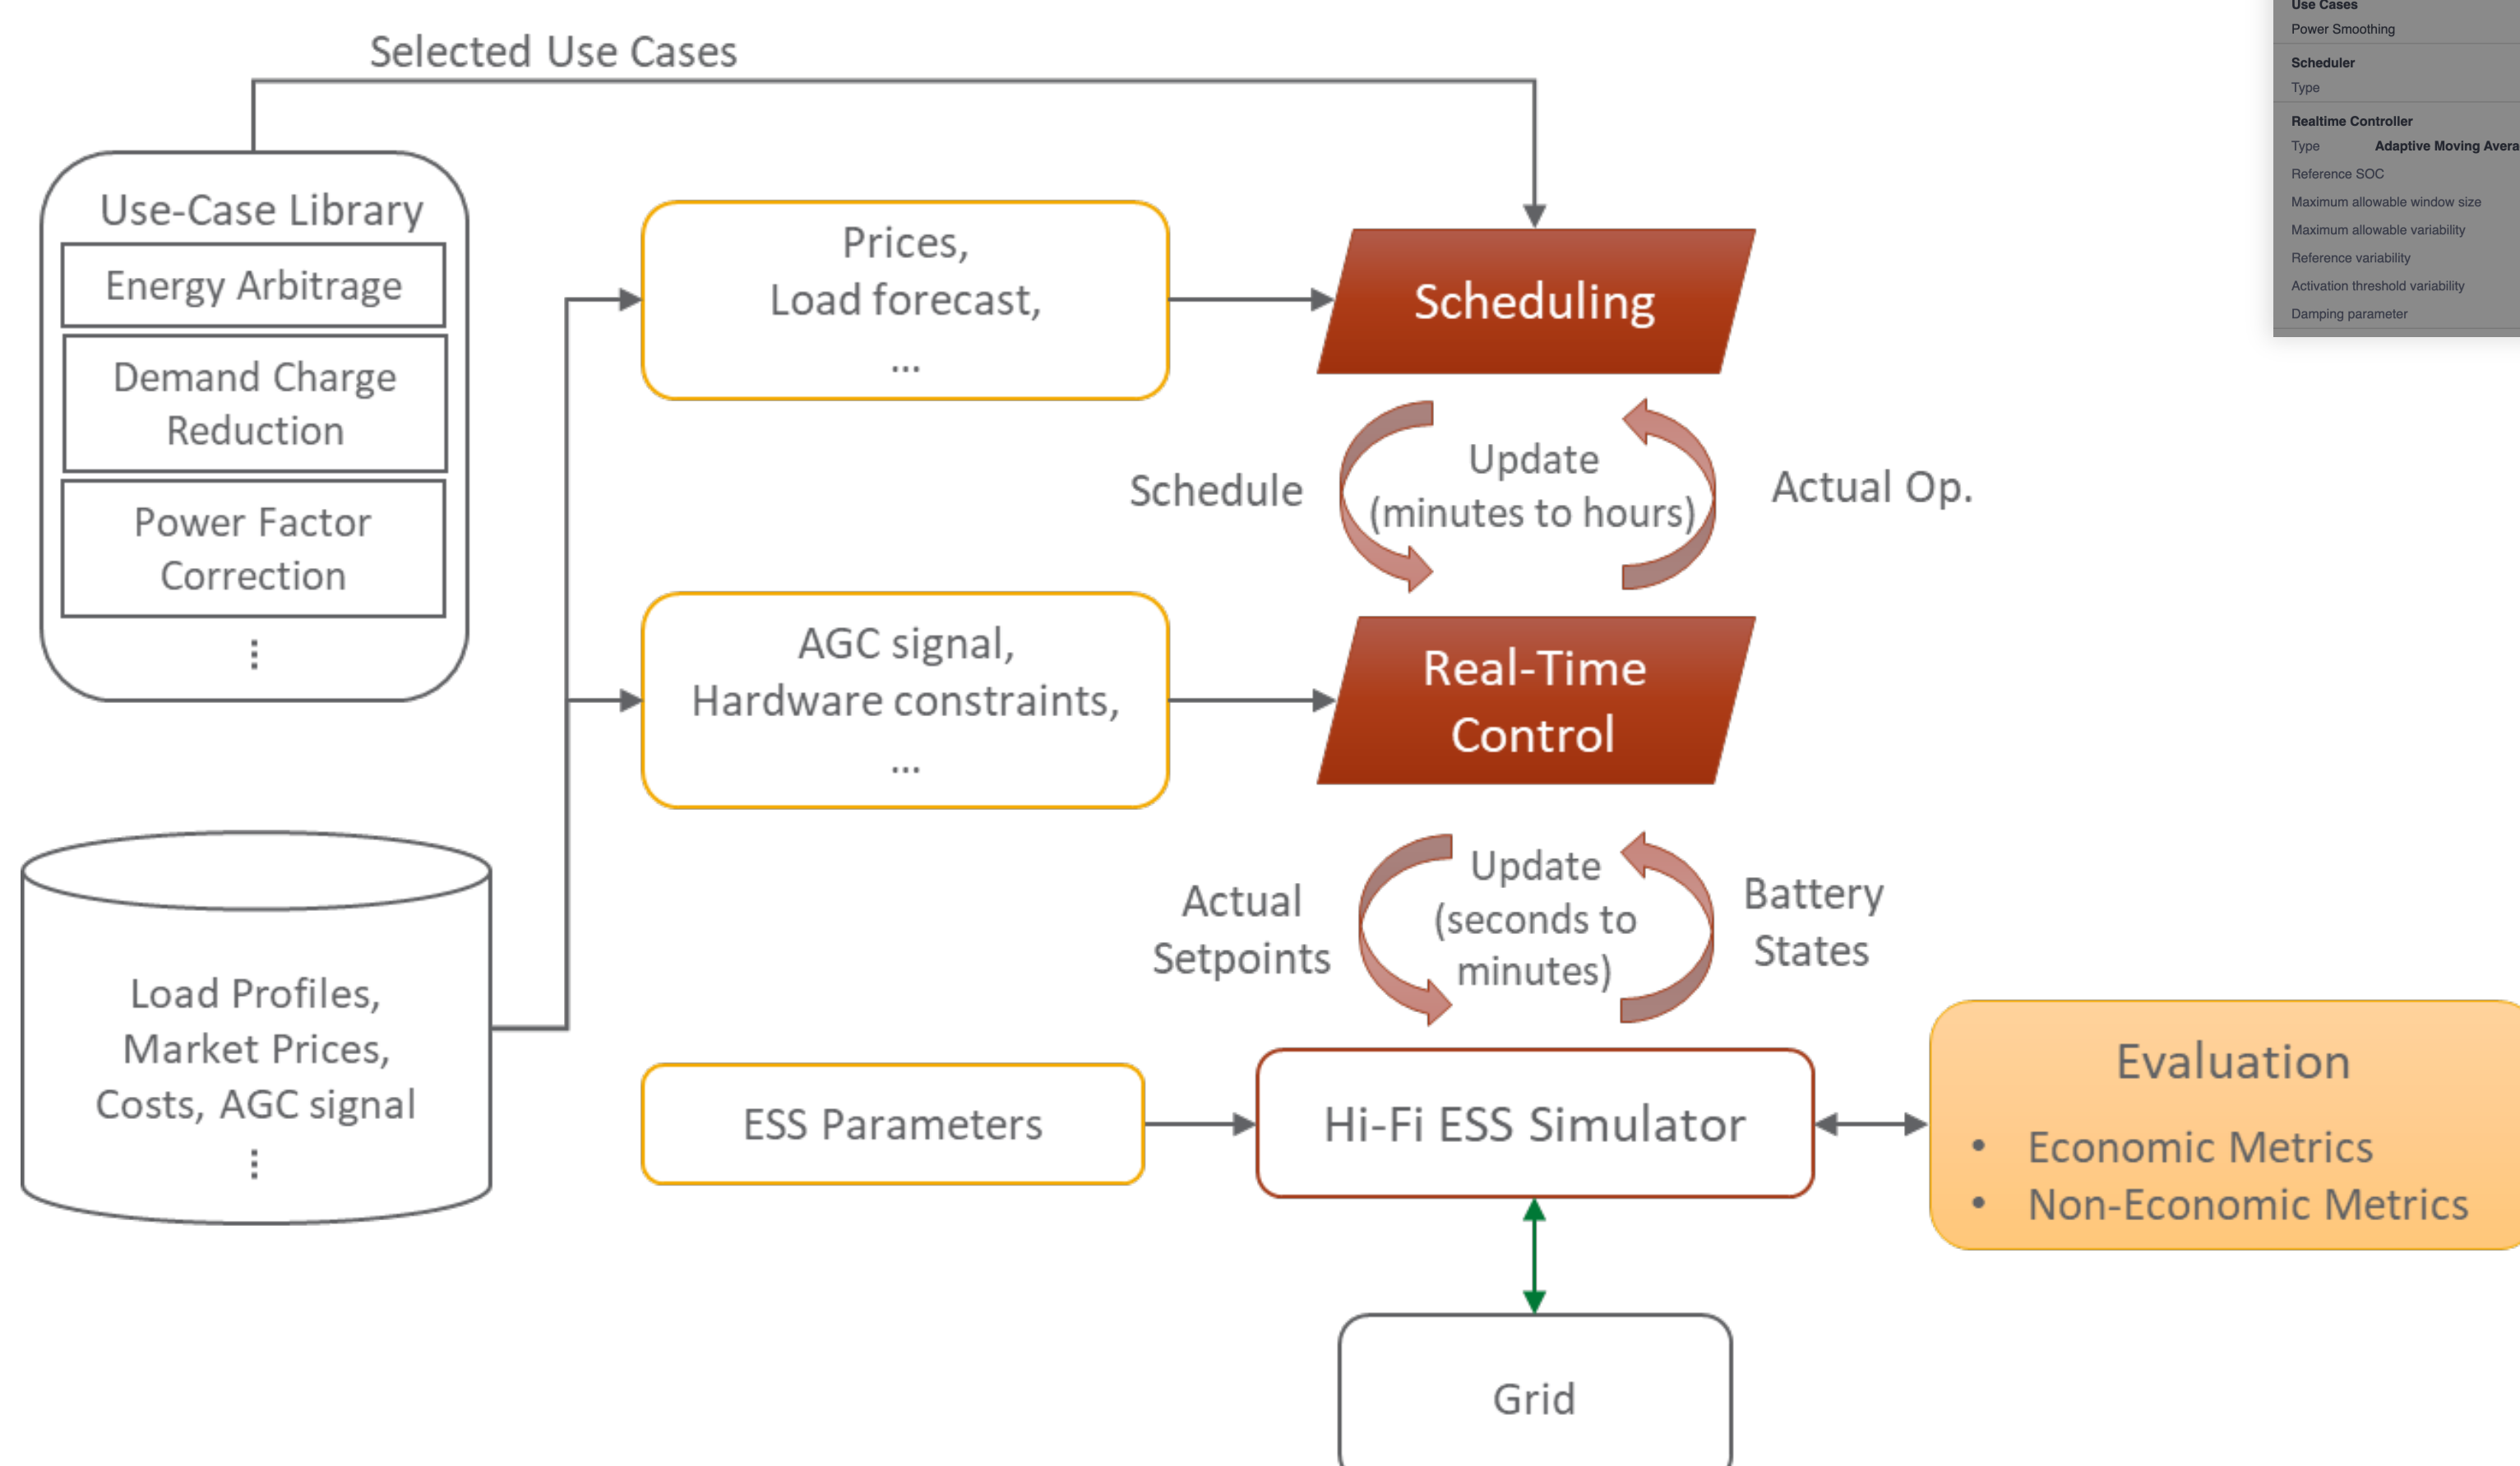 Selected Use Cases
Use-Case Library
Energy Arbitrage
Demand Charge
Reduction
Power Factor
Correction
⋮
Load Profiles,
Market Prices,
Costs, AGC signal
⋮
Prices,
Load forecast,
...
AGC signal,
Hardware constraints,
...
ESS Parameters
Scheduling
Schedule
Update
(minutes to hours)
Actual Op.
Real-Time
Control
Actual
Setpoints
Update
(seconds to
minutes)
Battery
States
Hi-Fi ESS Simulator
Grid
Evaluation
• Economic Metrics
• Non-Economic Metrics
Use Cases
Power Smoothing
Scheduler
Type
Realtime Controller
Type Adaptive Moving Avera
Reference SOC
Maximum allowable window size
Maximum allowable variability
Reference variability
Activation threshold variability
Damping parameter